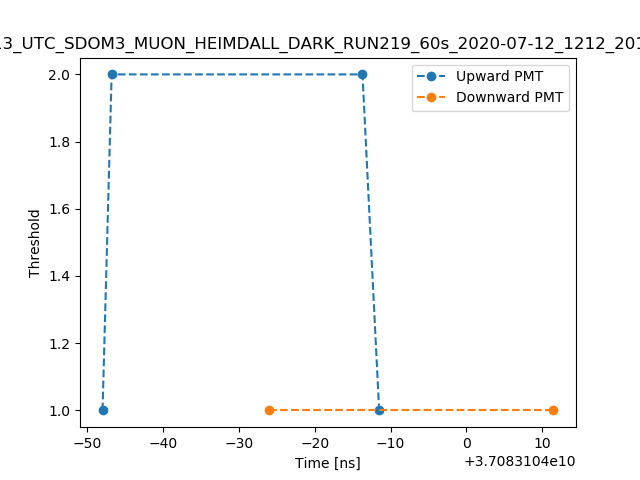 13_UTC_SDOM3_MUON_HEIMDALL_DARK_RUN219_60s_2020-07-12_1212_201
Upward PMT
Downward PMT
Threshold
2.0
1.8
1.6
1.4
1.2
1.0
−50 −40 −30 −20 −10 0 10
Time [ns]
+3.7083104e10